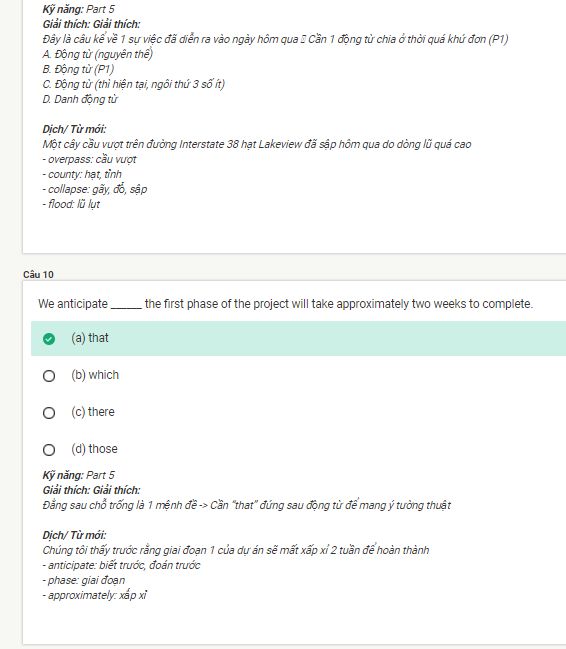 Kỹ năng: Part 5
Giải thích: Giải thích:
Đây là câu kể về 1 sự việc đã diễn ra vào ngày hôm qua  Cần 1 động từ chia ở thời quá khứ đơn (P1)
A. Động từ (nguyên thể)
B. Động từ (P1)
C. Động từ (thì hiện tại, ngôi thứ 3 số ít)
D. Danh động từ
Dịch/ Từ mới:
Một cây cầu vượt trên đường Interstate 38 hạt Lakeview đã sập hôm qua do dòng lũ quá cao
- overpass: cầu vượt
- county: hạt, tỉnh
- collapse: gãy, đổ, sập
- flood: lũ lụt
Câu 10
We anticipate ______ the first phase of the project will take approximately two weeks to complete.
(a) that
(b) which
(c) there
(d) those
Kỹ năng: Part 5
Giải thích: Giải thích:
Đằng sau chỗ trống là 1 mệnh đề -> Cần "that" đứng sau động từ để mang ý tường thuật
Dịch/ Từ mới:
Chúng tôi thấy trước rằng giai đoạn 1 của dự án sẽ mất xấp xỉ 2 tuần để hoàn thành
- anticipate: biết trước, đoán trước
- phase: giai đoạn
- approximately: xấp xỉ